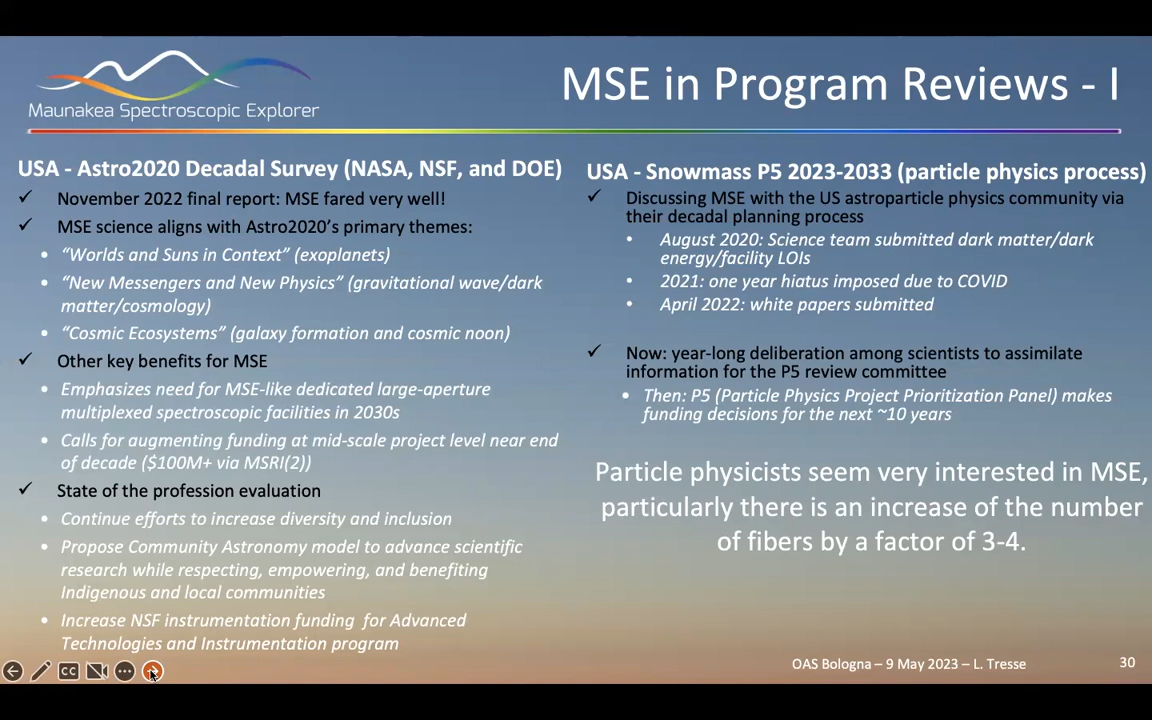 Maunakea Spectroscopic Explorer
MSE in Program Reviews - I
USA - Astro2020 Decadal Survey (NASA, NSF, and DOE)
✓ November 2022 final report: MSE fared very well!
✓ MSE science aligns with Astro2020's primary themes:
• “Worlds and Suns in Context” (exoplanets)
• “New Messengers and New Physics” (gravitational wave/dark
matter/cosmology)
• “Cosmic Ecosystems” (galaxy formation and cosmic noon)
✓ Other key benefits for MSE
• Emphasizes need for MSE-like dedicated large-aperture
multiplexed spectroscopic facilities in 2030s
• Calls for augmenting funding at mid-scale project level near end
of decade ($100M+ via MSRI(2))
✓ State of the profession evaluation
• Continue efforts to increase diversity and inclusion
• Propose Community Astronomy model to advance scientific
research while respecting, empowering, and benefiting
Indigenous and local communities
• Increase NSF instrumentation funding for Advanced
Technologies and Instrumentation program
USA - Snowmass P5 2023-2033 (particle physics process)
✓ Discussing MSE with the US astroparticle physics community via
their decadal planning process
• August 2020: Science team submitted dark matter/dark
energy/facility LOIs
• 2021: one year hiatus imposed due to COVID
• April 2022: white papers submitted
✓ Now: year-long deliberation among scientists to assimilate
information for the P5 review committee
• Then: P5 (Particle Physics Project Prioritization Panel) makes
funding decisions for the next ~10 years
Particle physicists seem very interested in MSE,
particularly there is an increase of the number
of fibers by a factor of 3-4.
CC
OAS Bologna – 9 May 2023 – L. Tresse
30